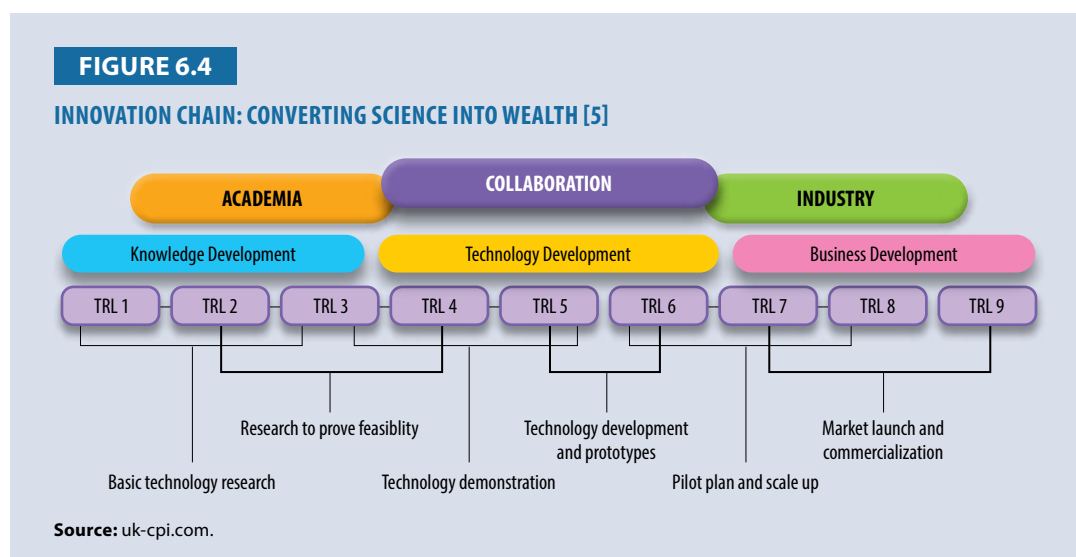 FIGURE 6.4
INNOVATION CHAIN: CONVERTING SCIENCE INTO WEALTH [5]
ACADEMIA
COLLABORATION
INDUSTRY
Knowledge Development
Technology Development
Business Development
TRL 1
TRL 2
TRL 3
TRL 4
TRL 5
TRL 6
TRL 7
TRL 8
TRL 9
Research to prove feasiblity
Technology development
and prototypes
Market launch and
commercialization
Basic technology research
Technology demonstration
Pilot plan and scale up
Source: uk-cpi.com.